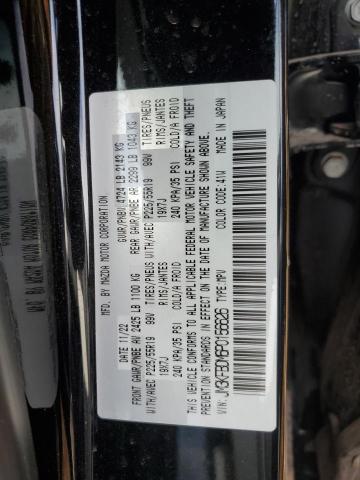 MFD. BY MAZDA MOTOR CORPORATION
DATE 11/22 GVWR/PNBV 4724 LB 2143 KG
FRONT GAWR/PNBE AV 2425 LB 1100 KG REAR GAWR/PNBE AR 2299 LB 1043 KG
WITH/AVEC P225/55R19 99V TIRES/PNEUS WITH/AVEC P225/55R19 99V TIRES/PNEUS
19X7J RIMS/JANTES 19X7J RIMS/JANTES
240 KPA/35 PSI COLD/A FROID 240 KPA/35 PSI COLD/A FROID
THIS VEHICLE CONFORMS TO ALL APPLICABLE FEDERAL MOTOR VEHICLE SAFETY AND THEFT
PREVENTION STANDARDS IN EFFECT ON THE DATE OF MANUFACTURE SHOWN ABOVE.
COLOR CODE: 41W MADE IN JAPAN
VIN: TYPE: MPV